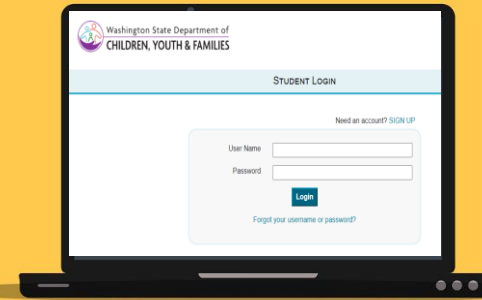 Washington State Department of
CHILDREN, YOUTH & FAMILIES
STUDENT LOGIN
Need an account? SIGN UP
User Name
Password
Login
Forgot your username or password?